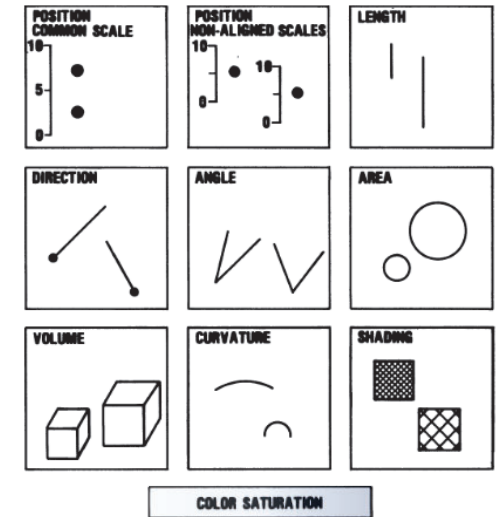 POSITION
COMMON SCALE
10
5
0
POSITION
NON-ALIGNED SCALES
10
0
10
0
LENGTH
DIRECTION
ANGLE
AREA
VOLUME
CURVATURE
SHADING
COLOR SATURATION